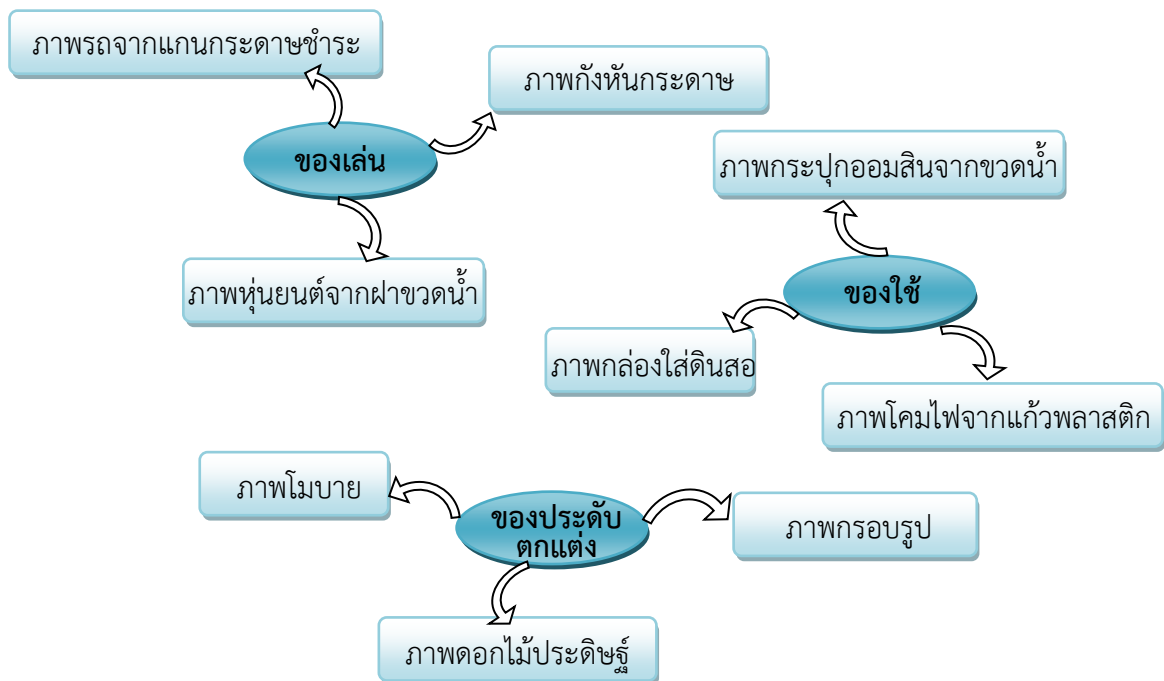 ภาพรถจากแกนกระดาษชำระ
ภาพกังหันกระดาษ
ของเล่น
ภาพกระปุกออมสินจากขวดน้ำ
ภาพหุ่นยนต์จากฝาขวดน้ำ
ของใช้
ภาพกล่องใส่ดินสอ
ภาพโคมไฟจากแก้วพลาสติก
ภาพโมบาย
ของประดับ
ตกแต่ง
ภาพกรอบรูป
ภาพดอกไม้ประดิษฐ์